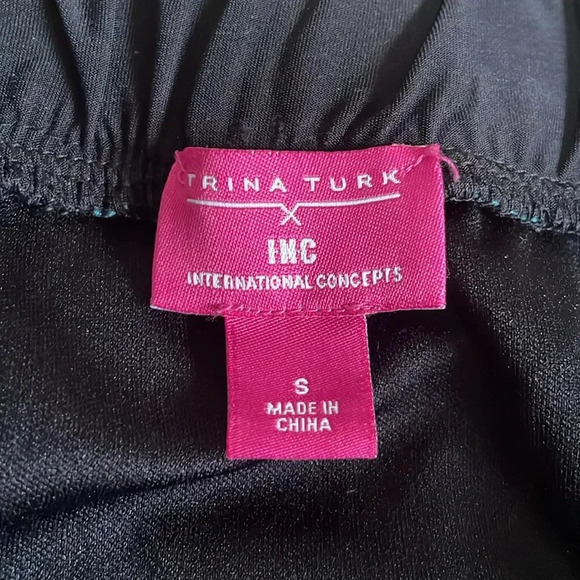 TRINA TURK
X
INC
INTERNATIONAL CONCEPTS
S
MADE IN
CHINA